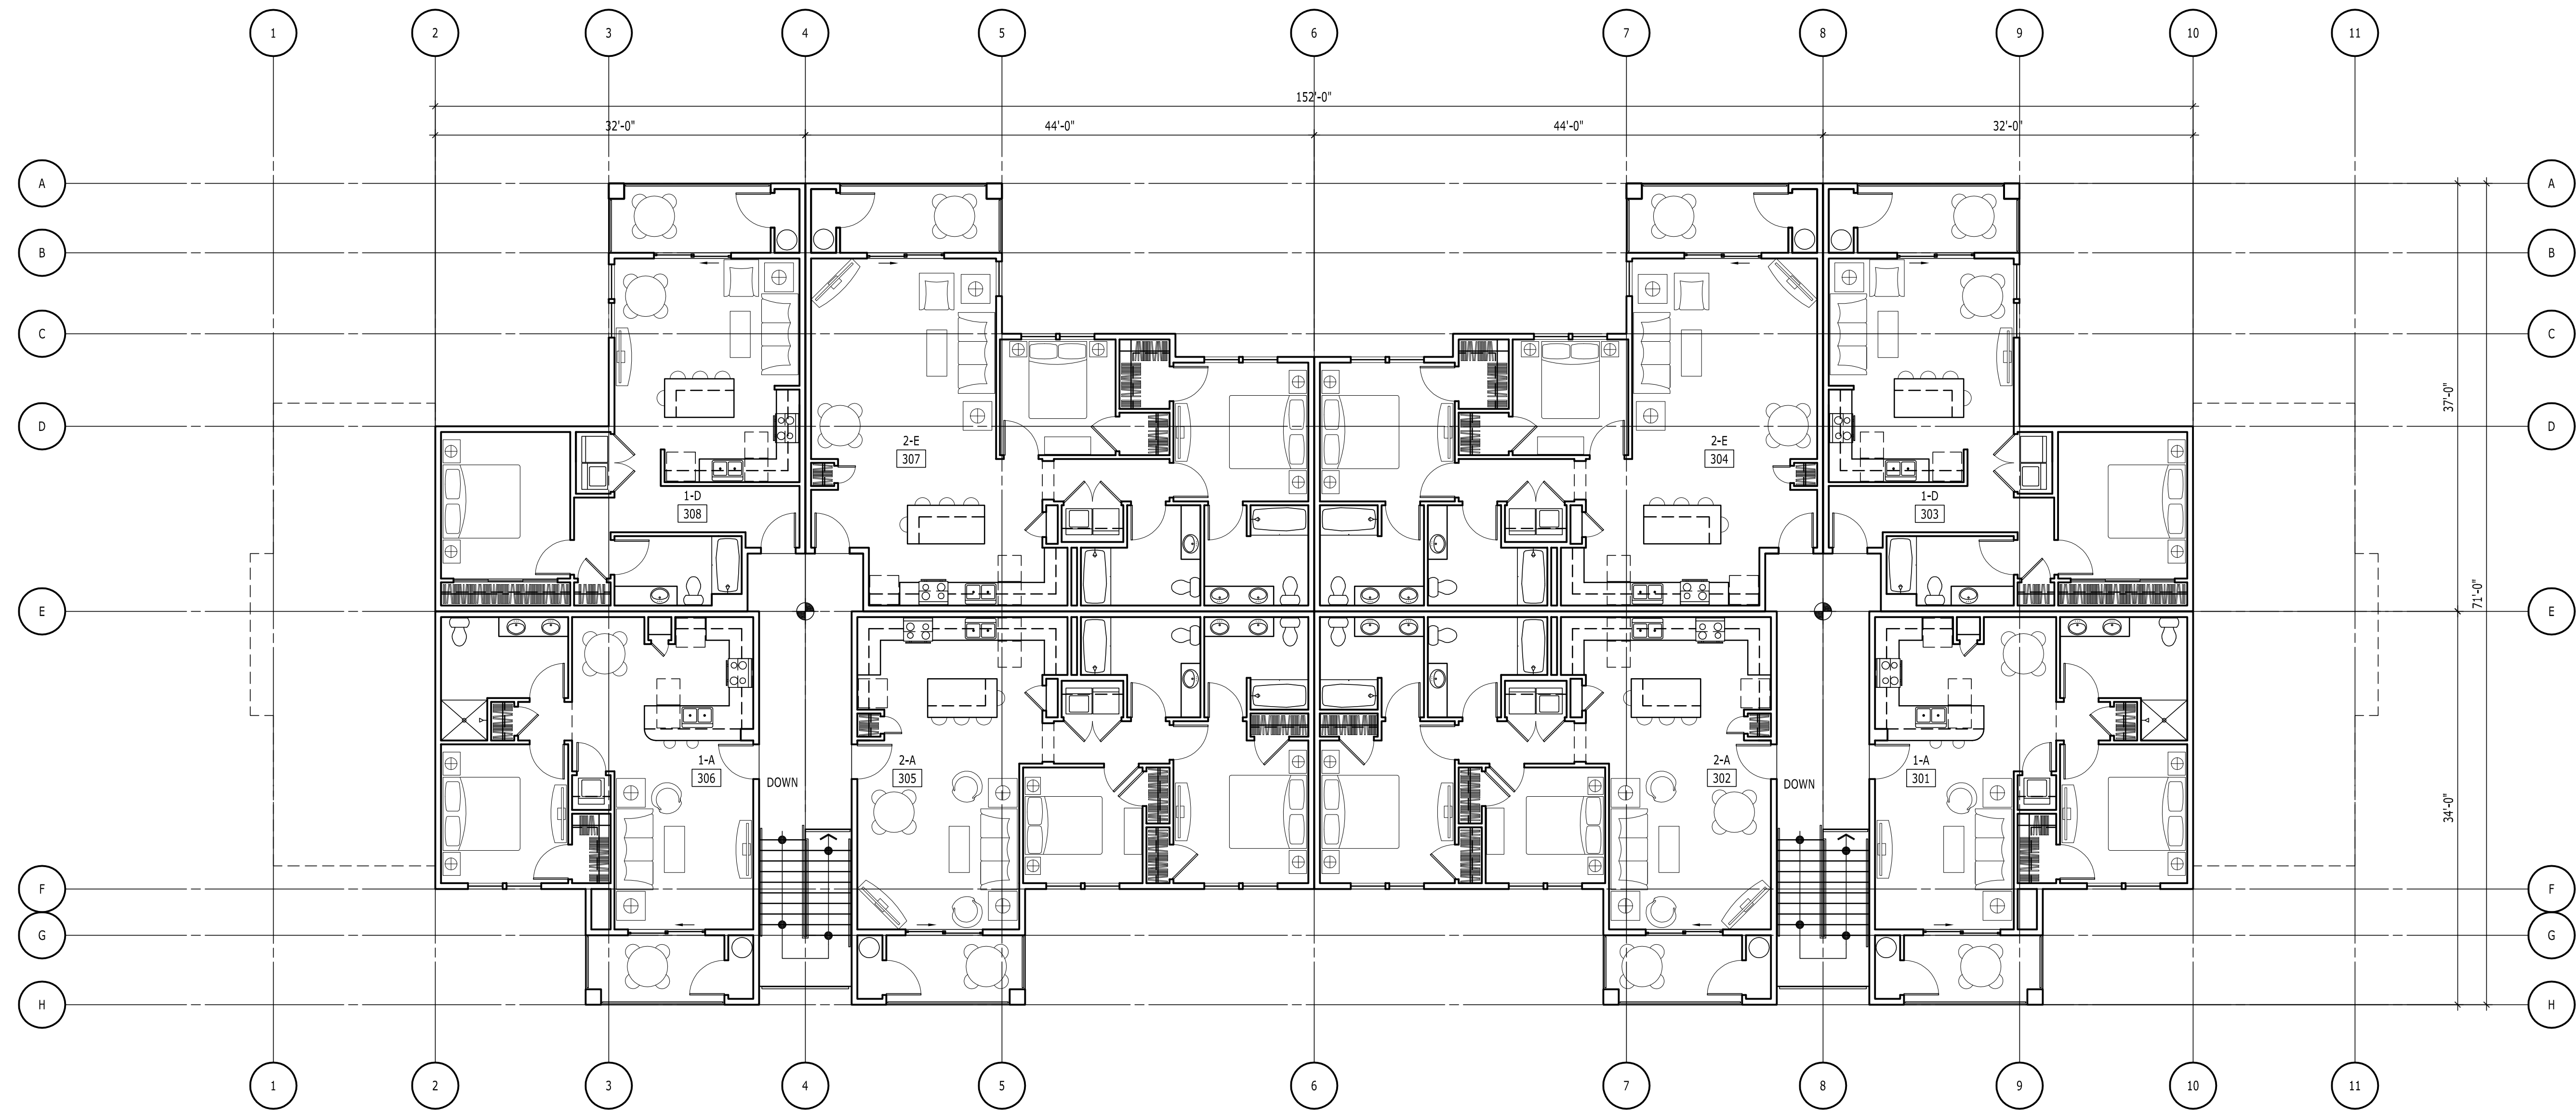 1 2 3 4 5 6 7 8 9 10 11
152'-0"
32'-0" 44'-0" 44'-0" 32'-0"
A A
B B
C C
37'-0"
D D
2-E 2-E
307 304
1-D 1-D
308 303
71'-0"
E E
1-A 2-A 2-A 1-A
306 305 302 301
DOWN DOWN
34'-0"
F F
G G
H H
1 2 3 4 5 6 7 8 9 10 11